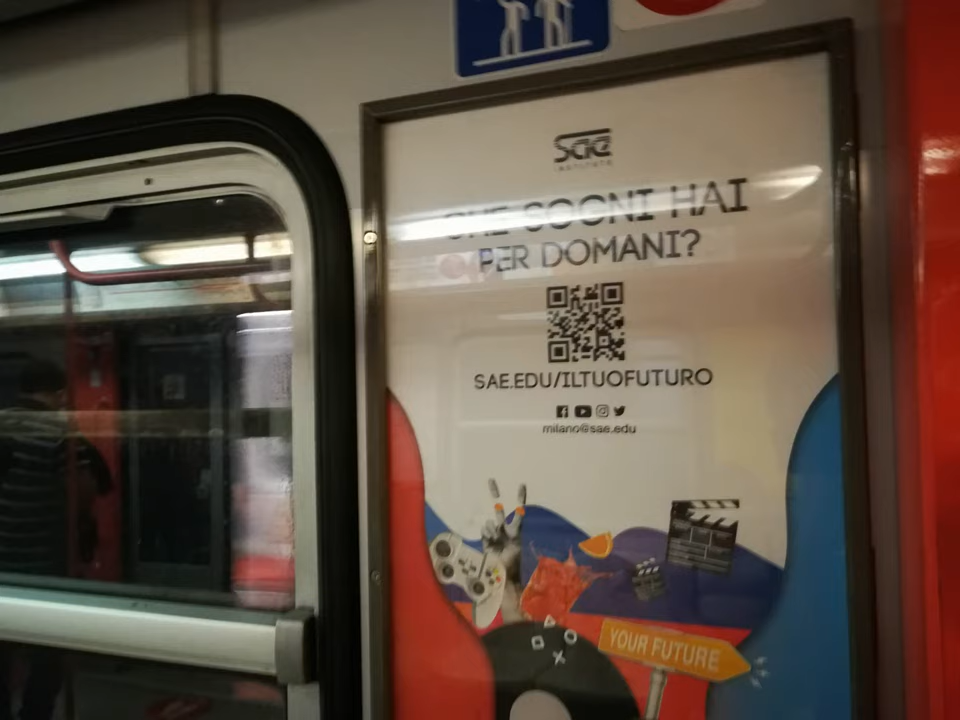 sae
INSTITUTE
CHE SOGNI HAI
PER DOMANI?
SAE.EDU/ILTUOFUTURO
milano@sae.edu
YOUR FUTURE